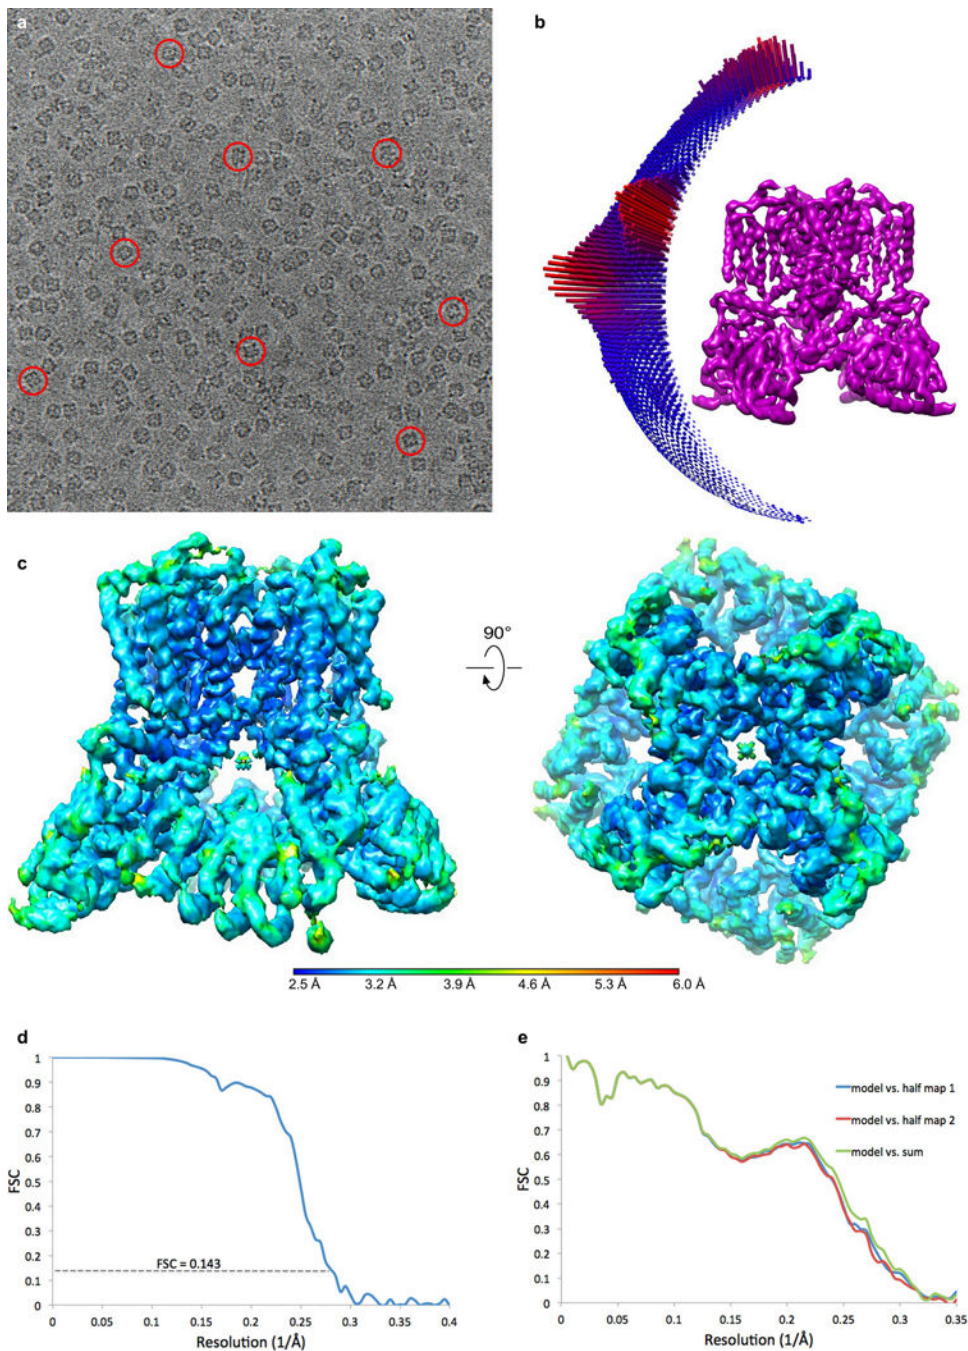 a
b
c
90°
2.5 Å 3.2 Å 3.9 Å 4.6 Å 5.3 Å 6.0 Å
d
1
0.9
0.8
0.7
0.6
0.5
0.4
0.3
0.2
0.1
0
FSC
FSC = 0.143
0 0.05 0.1 0.15 0.2 0.25 0.3 0.35 0.4
Resolution (1/Å)
e
1
0.9
0.8
0.7
0.6
0.5
0.4
0.3
0.2
0.1
0
FSC
model vs. half map 1
model vs. half map 2
model vs. sum
0 0.05 0.1 0.15 0.2 0.25 0.3 0.35
Resolution (1/Å)